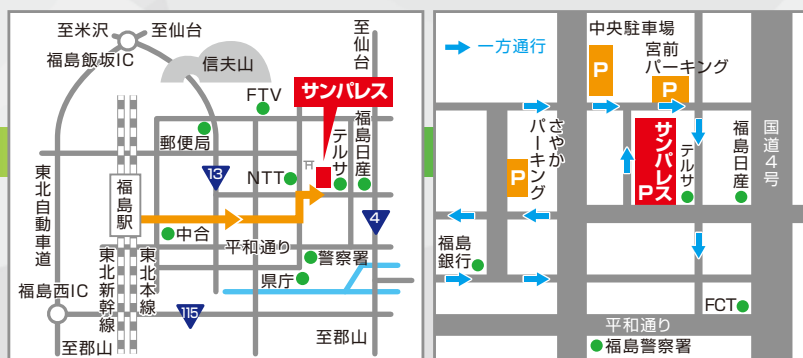 至米沢
至仙台
福島飯坂IC
信夫山
至仙台
FTV
サンパレス
郵便局
テルサ
福島日産
13
NTT
東北自動車道
福島駅
4
中合
平和通り
警察署
県庁
東北新幹線
東北本線
福島西IC
115
至郡山
至郡山
一方通行
中央駐車場
P
宮前
パーキング
P
さやか
パーキング
P
サンパレス
P
テルサ
福島日産
国道4号
福島
銀行
FCT
平和通り
福島警察署